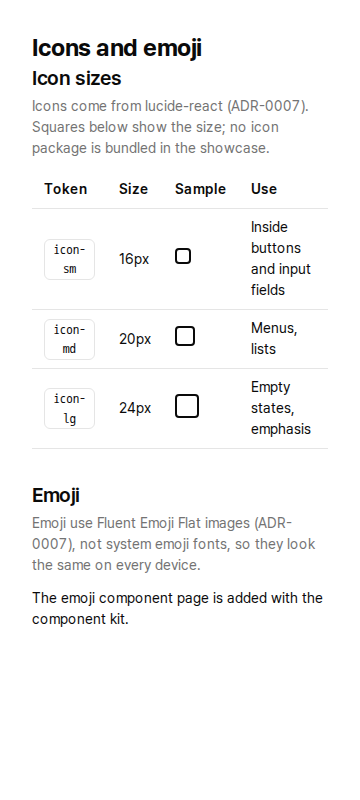 Icons and emoji
Icon sizes
Icons come from lucide-react (ADR-0007).
Squares below show the size; no icon
package is bundled in the showcase.
Token Size Sample Use
icon-sm 16px Inside buttons and input fields
icon-md 20px Menus, lists
icon-lg 24px Empty states, emphasis
Emoji
Emoji use Fluent Emoji Flat images (ADR-
0007), not system emoji fonts, so they look
the same on every device.
The emoji component page is added with the
component kit.